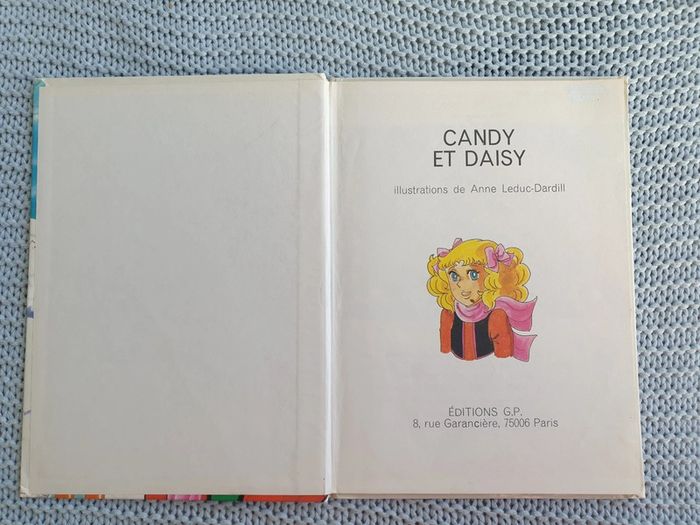 CANDY
ET DAISY
illustrations de Anne Leduc-Dardill
ÉDITIONS G.P.
8, rue Garancière, 75006 Paris